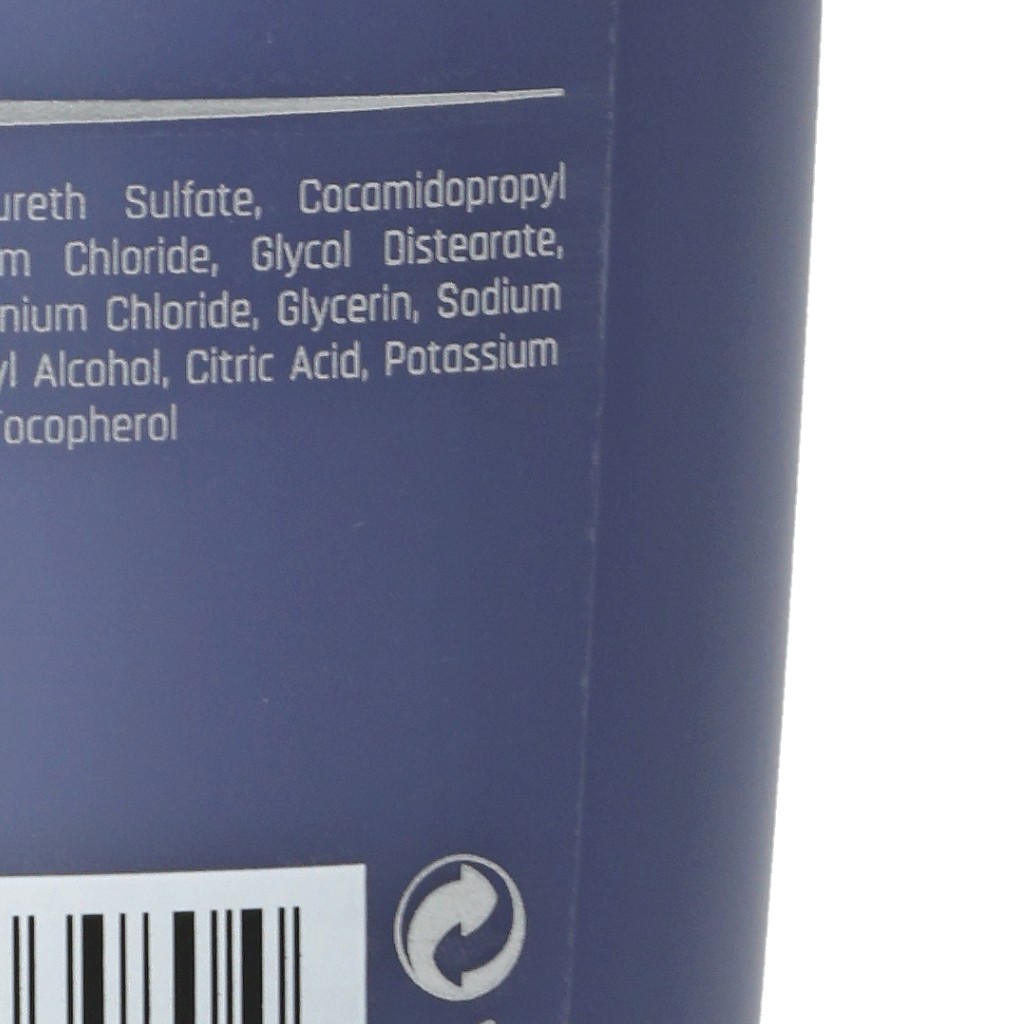 ureth Sulfate, Cocamidopropyl
m Chloride, Glycol Distearate,
nium Chloride, Glycerin, Sodium
yl Alcohol, Citric Acid, Potassium
Tocopherol